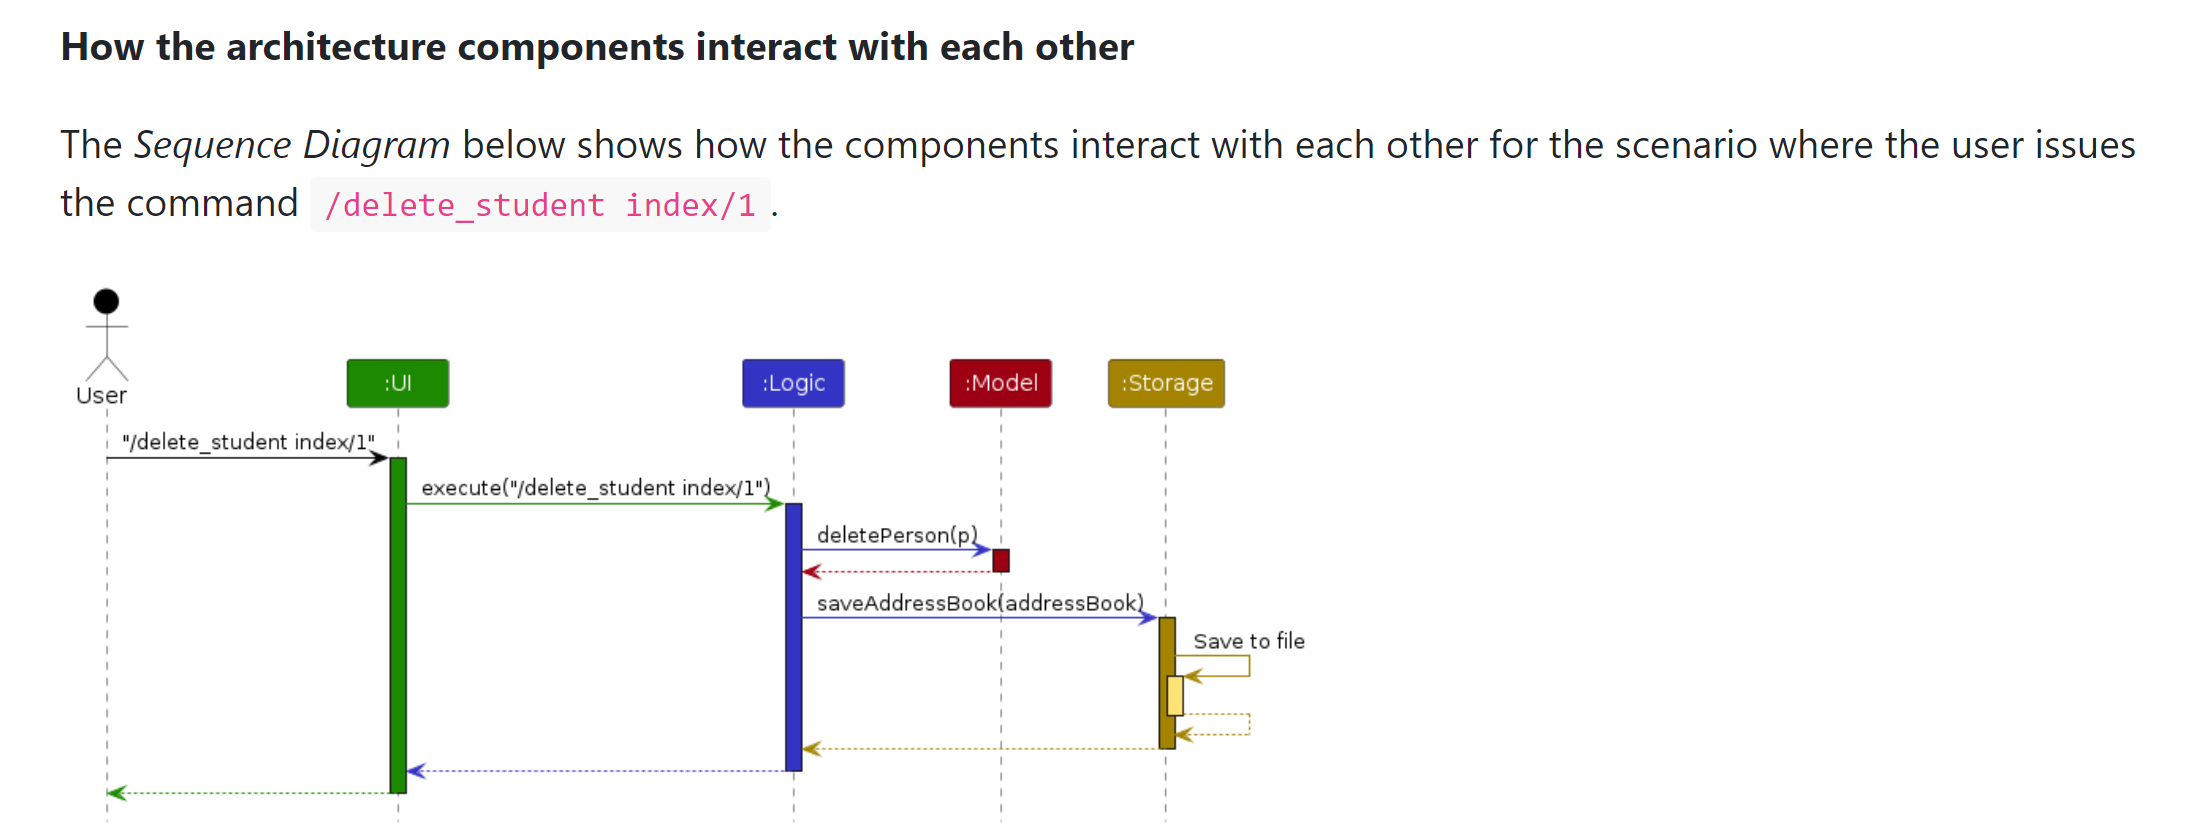 How the architecture components interact with each other
The Sequence Diagram below shows how the components interact with each other for the scenario where the user issues
the command /delete_student index/1 .
User
:UI
:Logic
:Model
:Storage
"/delete_student index/1"
execute("/delete_student index/1")
deletePerson(p)
saveAddressBook(addressBook)
Save to file